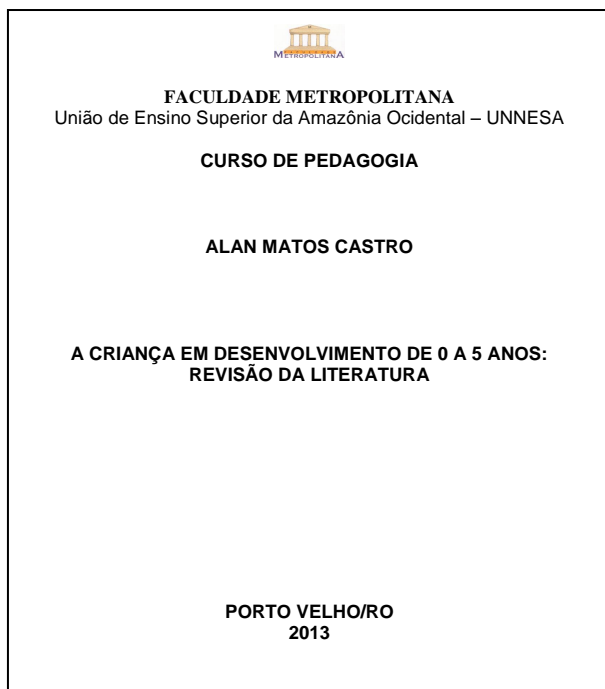 METROPOLITANA
FACULDADE METROPOLITANA
União de Ensino Superior da Amazônia Ocidental – UNNESA
CURSO DE PEDAGOGIA
ALAN MATOS CASTRO
A CRIANÇA EM DESENVOLVIMENTO DE 0 A 5 ANOS:
REVISÃO DA LITERATURA
PORTO VELHO/RO
2013